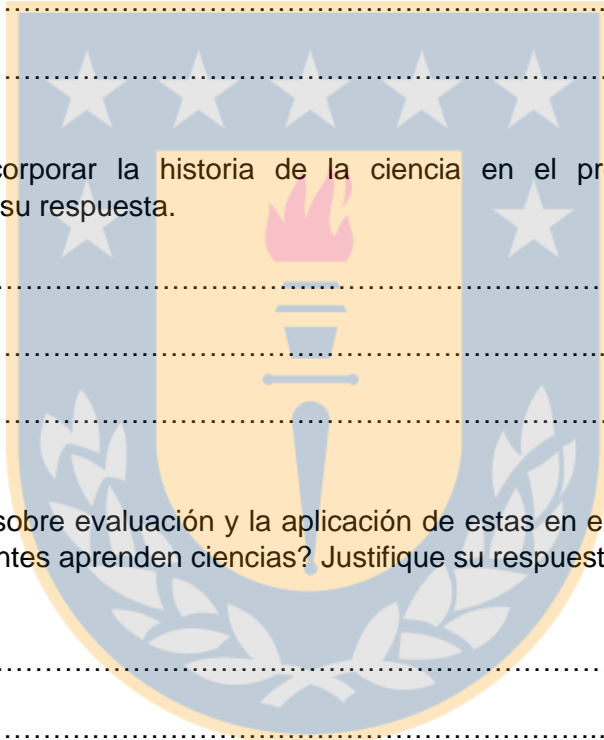 ……………………………………………………………
……………………………………………………………
corporar la historia de la ciencia en el pr
su respuesta.
……………………………………………………………
……………………………………………………………
……………………………………………………………
sobre evaluación y la aplicación de estas en e
ntes aprenden ciencias? Justifique su respuest
……………………………………………………………
……………………………………………………………